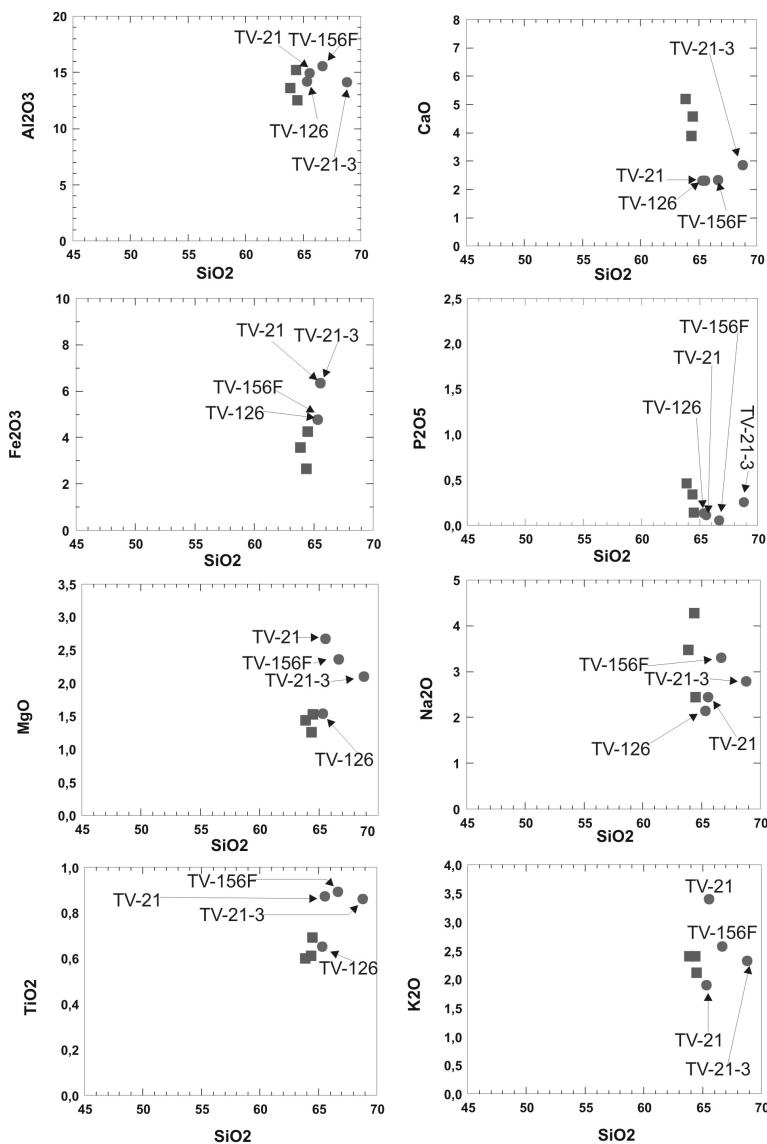 20
15
10
5
0
Al2O3
TV-21 TV-156F
TV-126
TV-21-3
45 50 55 60 65 70
SiO2
8
7
6
5
4
3
2
1
0
CaO
TV-21-3
TV-21
TV-126
TV-156F
45 50 55 60 65 70
SiO2
10
8
6
4
2
0
Fe2O3
TV-21 TV-21-3
TV-156F
TV-126
45 50 55 60 65 70
SiO2
2,5
2,0
1,5
1,0
0,5
0,0
P2O5
TV-156F
TV-21
TV-126
TV-21-3
45 50 55 60 65 70
SiO2
3,5
3,0
2,5
2,0
1,5
1,0
0,5
0,0
MgO
TV-21
TV-156F
TV-21-3
TV-126
45 50 55 60 65 70
SiO2
5
4
3
2
1
0
Na2O
TV-156F
TV-21-3
TV-126
TV-21
45 50 55 60 65 70
SiO2
1,0
0,8
0,6
0,4
0,2
0,0
TiO2
TV-156F
TV-21
TV-21-3
TV-126
45 50 55 60 65 70
SiO2
4,0
3,5
3,0
2,5
2,0
1,5
1,0
0,5
0,0
K2O
TV-21
TV-156F
TV-21
TV-21-3
45 50 55 60 65 70
SiO2